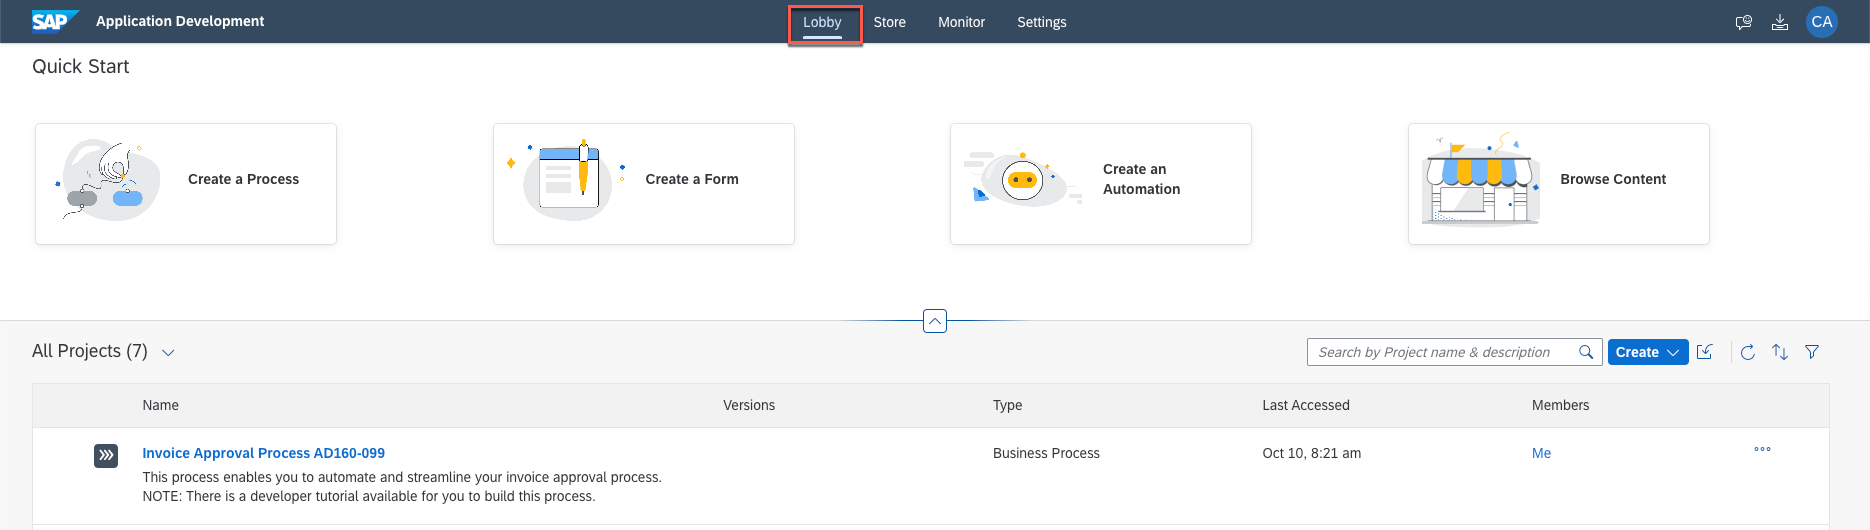 SAP Application Development Lobby Store Monitor Settings CA
Quick Start
Create a Process
Create a Form
Create an
Automation
Browse Content
All Projects (7)
Search by Project name & description Create
Name Versions Type Last Accessed Members
Invoice Approval Process AD160-099 Business Process Oct 10, 8:21 am Me
This process enables you to automate and streamline your invoice approval process.
NOTE: There is a developer tutorial available for you to build this process.